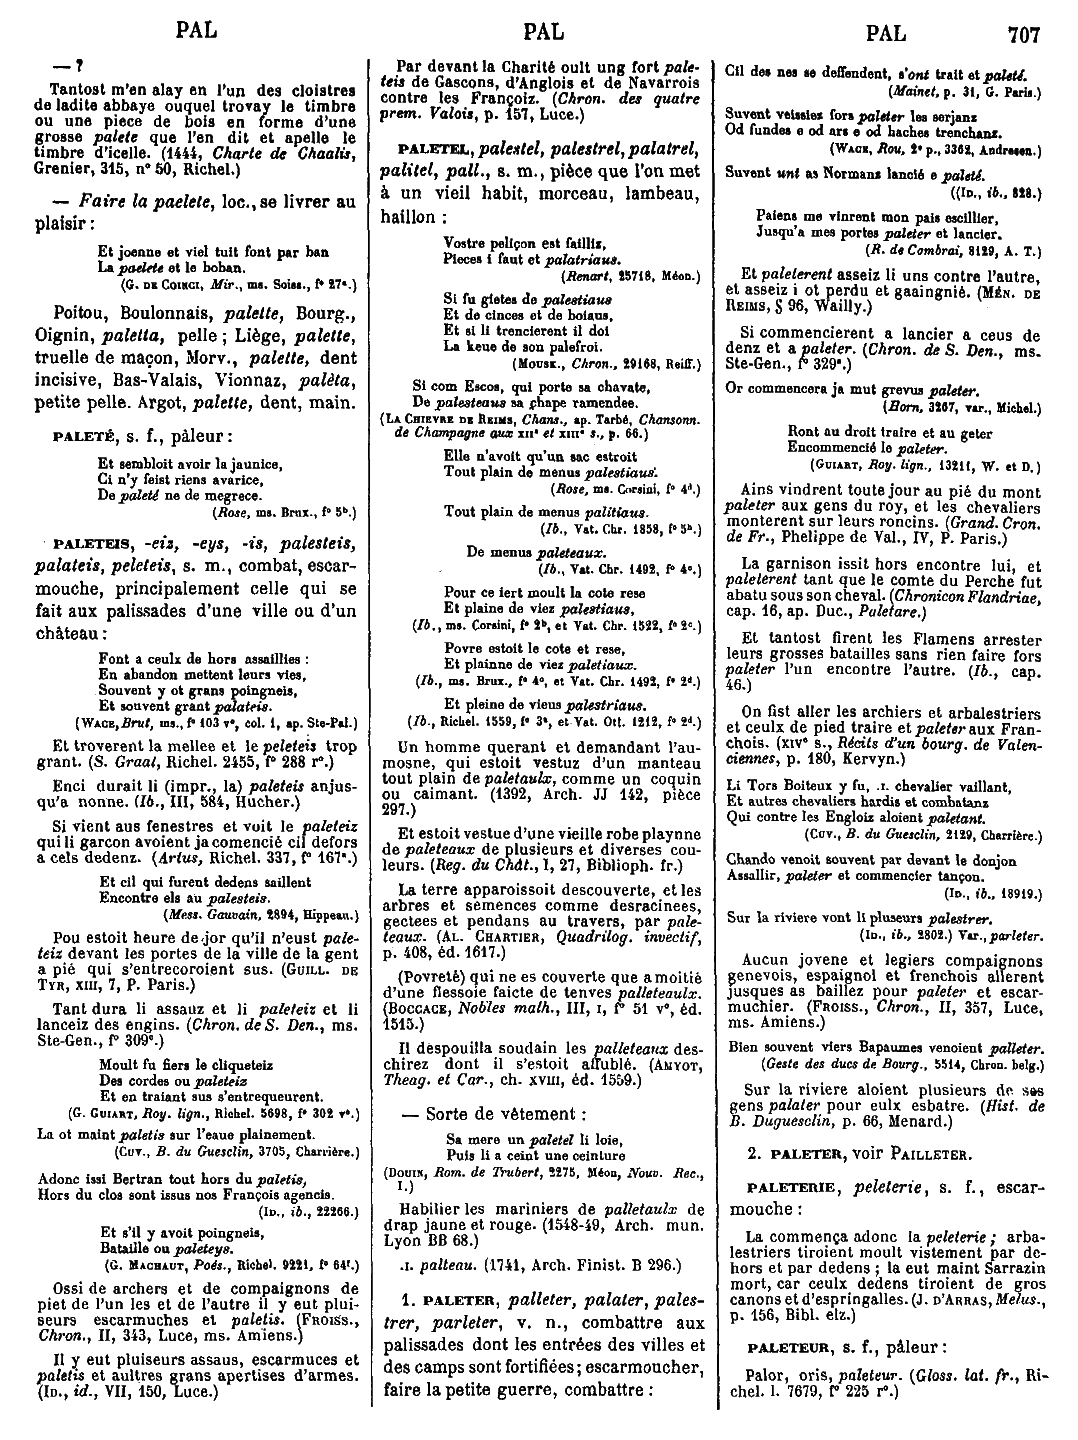 PAL
PAL
PAL 707
— ?
Tantost m'en alay en l'un des cloistres
de ladite abbaye ouquel trovay le timbre
ou une piece de bois en forme d'une
grosse palete que l'en dit et apelle le
timbre d'icelle. (1444, Charte de Chaalis,
Grenier, 315, n° 50, Richel.)
— Faire la paelete, loc., se livrer au
plaisir :
Et joenne et viel tuit font par ban
La paelete et le boban.
(G. DE COINCI, Mir., ms. Soiss., f° 27ᵃ.)
Poitou, Boulonnais, palette, Bourg.,
Oignin, paletta, pelle ; Liège, palette,
truelle de maçon, Morv., palette, dent
incisive, Bas-Valais, Vionnaz, palèta,
petite pelle. Argot, palette, dent, main.
PALETÉ, s. f., pâleur :
Et sembloit avoir la jaunice,
Ci n'y feist riens avarice,
De paleté ne de megrece.
(Rose, ms. Brux., f° 5ᵇ.)
PALETEIS, -eiz, -eys, -is, palesteis,
palateis, peleteis, s. m., combat, escar-
mouche, principalement celle qui se
fait aux palissades d'une ville ou d'un
château :
Font a ceulx de hors assaillies :
En abandon mettent leurs vies,
Souvent y ot grans poingneis,
Et souvent grant palateis.
(WACE, Brut, ms., f° 103 v°, col. 1, ap. Ste-Pal.)
Et troverent la mellee et le peleteis trop
grant. (S. Graal, Richel. 2455, f° 288 r°.)
Enci durait li (impr., la) paleteis anjus-
qu'a nonne. (Ib., III, 584, Hucher.)
Si vient aus fenestres et voit le paleteiz
qui li garcon avoient ja comencié cil defors
a cels dedenz. (Artus, Richel. 337, f° 167ᵃ.)
Et cil qui furent dedens saillent
Encontre els au palesteis.
(Mess. Gauvain, 2894, Hippeau.)
Pou estoit heure de jor qu'il n'eust pale-
teiz devant les portes de la ville de la gent
a pié qui s'entrecoroient sus. (GUILL. DE
TYR, XIII, 7, P. Paris.)
Tant dura li assauz et li paleteiz et li
lanceiz des engins. (Chron. de S. Den., ms.
Ste-Gen., f° 309ᶜ.)
Moult fu fiers le cliqueteiz
Des cordes ou paleteiz
Et en traiant sus s'entrequeurent.
(G. GUIART, Roy. lign., Richel. 5698, f° 302 v°.)
La ot maint paletis sur l'eaue plainement.
(CUV., B. du Guesclin, 3705, Charrière.)
Adonc issi Bertran tout hors du paletis,
Hors du clos sont issus nos François agencis.
(ID., ib., 22266.)
Et s'il y avoit poingneis,
Bataille ou paleteys.
(G. MACHAUT, Poés., Richel. 9221, f° 64ᶠ.)
Ossi de archers et de compaignons de
piet de l'un les et de l'autre il y eut plui-
seurs escarmuches et paletis. (FROISS.,
Chron., II, 343, Luce, ms. Amiens.)
Il y eut pluiseurs assaus, escarmuces et
paletis et aultres grans apertises d'armes.
(ID., id., VII, 150, Luce.)
Par devant la Charité oult ung fort pale-
teis de Gascons, d'Anglois et de Navarrois
contre les Françoiz. (Chron. des quatre
prem. Valois, p. 157, Luce.)
PALETEL, palestel, palestrel, palatrel,
palitel, pall., s. m., pièce que l'on met
à un vieil habit, morceau, lambeau,
haillon :
Vostre peliçon est failliz,
Pieces i faut et palatriaus.
(Renart, 25718, Méon.)
Si fu gietes de palestiaus
Et de cinces et de boiaus,
Et si li trencierent il doi
La keue de son palefroi.
(MOUSK., Chron., 29168, Reiff.)
Si com Escos, qui porte sa chavate,
De palesteaus sa chape ramendee.
(LA CHIEVRE DE REIMS, Chans., ap. Tarbé, Chansonn.
de Champagne aux XIIᵉ et XIIIᵉ s., p. 66.)
Elle n'avoit qu'un sac estroit
Tout plain de menus palestiaus.
(Rose, ms. Corsini, f° 4ᵈ.)
Tout plain de menus palitiaus.
(Ib., Vat. Chr. 1858, f° 5ᵇ.)
De menus paleteaux.
(Ib., Vat. Chr. 1492, f° 4ᵒ.)
Pour ce iert moult la cote rese
Et plaine de viez palestiaus,
(Ib., ms. Corsini, f° 2ᵇ, et Vat. Chr. 1522, f° 2ᶜ.)
Povre estoit le cote et rese,
Et plainne de viez paletiaux.
(Ib., ms. Brux., f° 4ᵒ, et Vat. Chr. 1492, f° 2ᵈ.)
Et pleine de vieus palestriaus.
(Ib., Richel. 1559, f° 3ᵃ, et Vat. Ott. 1212, f° 2ᵈ.)
Un homme querant et demandant l'au-
mosne, qui estoit vestuz d'un manteau
tout plain de paletaulx, comme un coquin
ou caimant. (1392, Arch. JJ 142, pièce
297.)
Et estoit vestue d'une vieille robe playnne
de paleteaux de plusieurs et diverses cou-
leurs. (Reg. du Chât., I, 27, Biblioph. fr.)
La terre apparoissoit descouverte, et les
arbres et semences comme desracinees,
gectees et pendans au travers, par pale-
teaux. (AL. CHARTIER, Quadrilog. invectif,
p. 408, éd. 1617.)
(Povreté) qui ne es couverte que a moitié
d'une flessoie faicte de tenves palleteaulx.
(BOCCACE, Nobles math., III, I, f° 51 v°, éd.
1515.)
Il despouilla soudain les palleteaux des-
chirez dont il s'estoit affublé. (AMYOT,
Theag. et Car., ch. XVIII, éd. 1559.)
— Sorte de vêtement :
Sa mere un paletel li loie,
Puis li a ceint une ceinture
(DOUIN, Rom. de Trubert, 2275, Méon, Nouv. Rec.,
I.)
Habilier les mariniers de palletaulx de
drap jaune et rouge. (1548-49, Arch. mun.
Lyon BB 68.)
.I. palteau. (1741, Arch. Finist. B 296.)
1. PALETER, palleter, palater, pales-
trer, parleter, v. n., combattre aux
palissades dont les entrées des villes et
des camps sont fortifiées ; escarmoucher,
faire la petite guerre, combattre :
Cil des nes se deffendent, s'ont trait et paleté.
(Mainet, p. 31, G. Paris.)
Suvent veissiez fors paleter les serjanz
Od fundes e od ars e od haches trenchanz.
(WACE, Rou, 2ᵉ p., 3362, Andresen.)
Suvent unt as Normanz lancié e paleté.
((ID., ib., 828.)
Paiens me vinrent mon pais escillier,
Jusqu'a mes portes paleter et lancier.
(R. de Cambrai, 8129, A. T.)
Et paleterent asseiz li uns contre l'autre,
et asseiz i ot perdu et gaaingnié. (MÉN. DE
REIMS, § 96, Wailly.)
Si commencierent a lancier a ceus de
denz et a paleter. (Chron. de S. Den., ms.
Ste-Gen., f° 329ᵃ.)
Or commencera ja mut grevus paleter.
(Horn, 3267, var., Michel.)
Ront au droit traire et au geter
Encommencié le paleter.
(GUIART, Roy. lign., 13211, W. et D.)
Ains vindrent toute jour au pié du mont
paleter aux gens du roy, et les chevaliers
monterent sur leurs roncins. (Grand. Cron.
de Fr., Phelippe de Val., IV, P. Paris.)
La garnison issit hors encontre lui, et
paleterent tant que le comte du Perche fut
abatu sous son cheval. (Chronicon Flandriae,
cap. 16, ap. Duc., Paletare.)
Et tantost firent les Flamens arrester
leurs grosses batailles sans rien faire fors
paleter l'un encontre l'autre. (Ib., cap.
46.)
On fist aller les archiers et arbalestriers
et ceulx de pied traire et paleter aux Fran-
chois. (XIVᵉ s., Récits d'un bourg. de Valen-
ciennes, p. 180, Kervyn.)
Li Tors Boiteux y fu, .I. chevalier vaillant,
Et autres chevaliers hardis et combatanz
Qui contre les Engloiz aloient paletant.
(CUV., B. du Guesclin, 2129, Charrière.)
Chando venoit souvent par devant le donjon
Assallir, paleter et commencier tançon.
(ID., ib., 18919.)
Sur la riviere vont li pluseurs palestrer.
(ID., ib., 2802.) Var., parleter.
Aucun jovene et legiers compaignons
genevois, espaignol et frenchois allerent
jusques as bailliez pour paleter et escar-
muchier. (FROISS., Chron., II, 357, Luce,
ms. Amiens.)
Bien souvent viers Bapaumes venoient palleter.
(Geste des ducs de Bourg., 5514, Chron. belg.)
Sur la riviere aloient plusieurs de ses
gens palater pour eulx esbatre. (Hist. de
B. Duguesclin, p. 66, Menard.)
2. PALETER, voir PAILLETER.
PALETERIE, peleterie, s. f., escar-
mouche :
La commença adonc la peleterie ; arba-
lestriers tiroient moult vistement par de-
hors et par dedens ; la eut maint Sarrazin
mort, car ceulx dedens tiroient de gros
canons et d'espringalles. (J. D'ARRAS, Melus.,
p. 156, Bibl. elz.)
PALETEUR, s. f., pâleur :
Palor, oris, paleteur. (Gloss. lat. fr., Ri-
chel. l. 7679, f° 225 r°.)